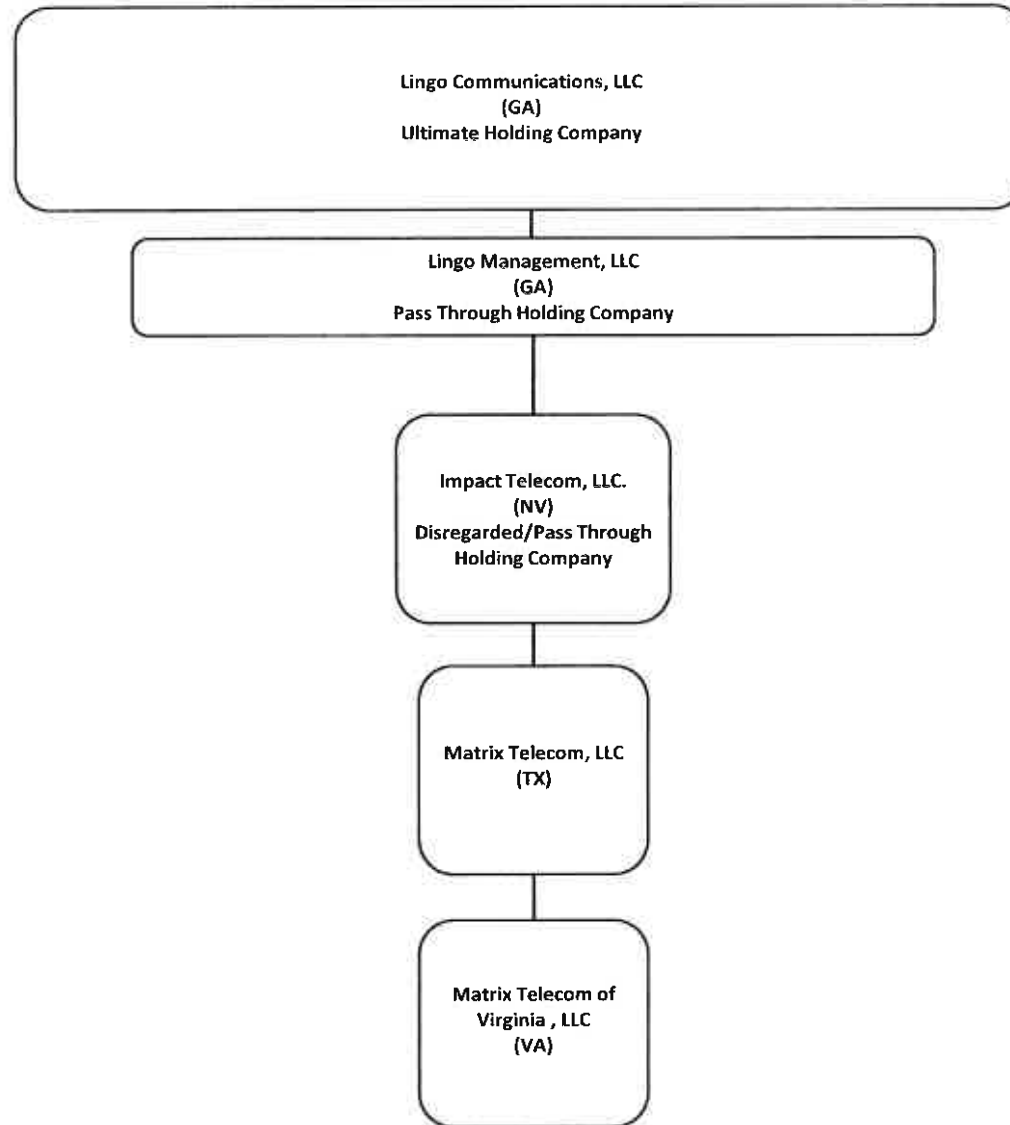 Lingo Communications, LLC
(GA)
Ultimate Holding Company
Lingo Management, LLC
(GA)
Pass Through Holding Company
Impact Telecom, LLC.
(NV)
Disregarded/Pass Through
Holding Company
Matrix Telecom, LLC
(TX)
Matrix Telecom of
Virginia , LLC
(VA)